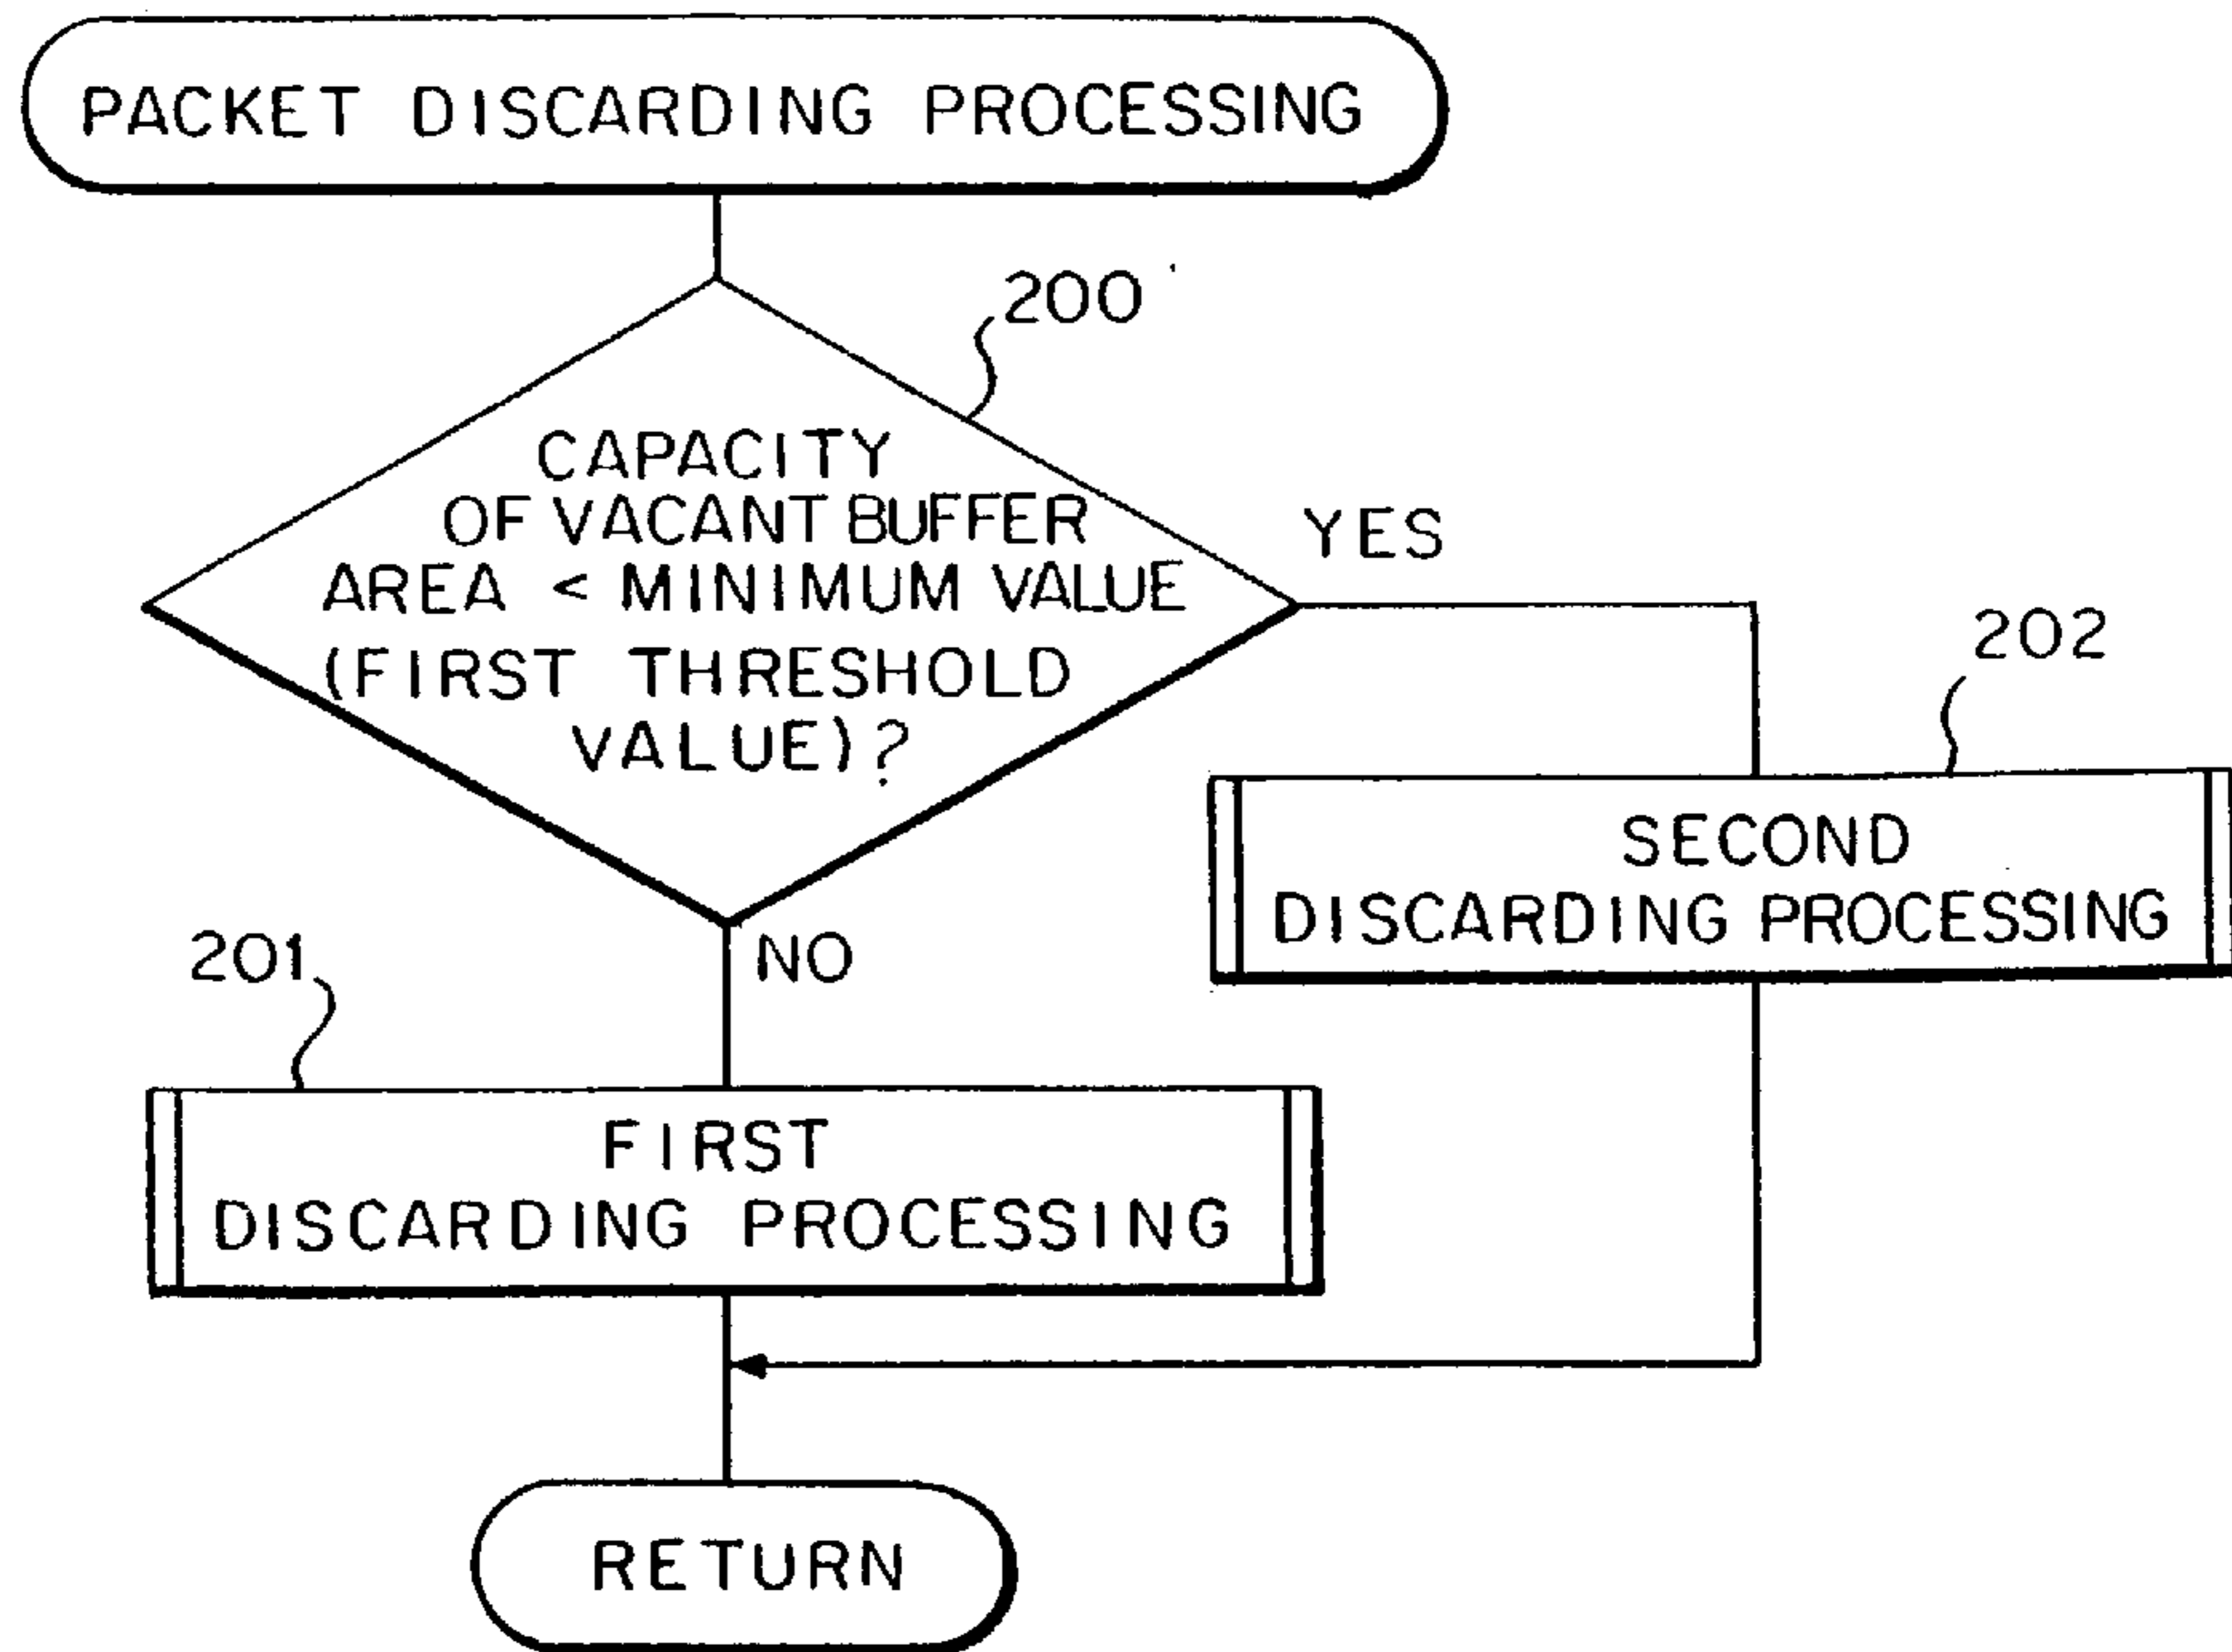 PACKET DISCARDING PROCESSING
200
CAPACITY
OF VACANT BUFFER
AREA < MINIMUM VALUE
(FIRST THRESHOLD
VALUE)?
YES
202
SECOND
DISCARDING PROCESSING
NO
201
FIRST
DISCARDING PROCESSING
RETURN